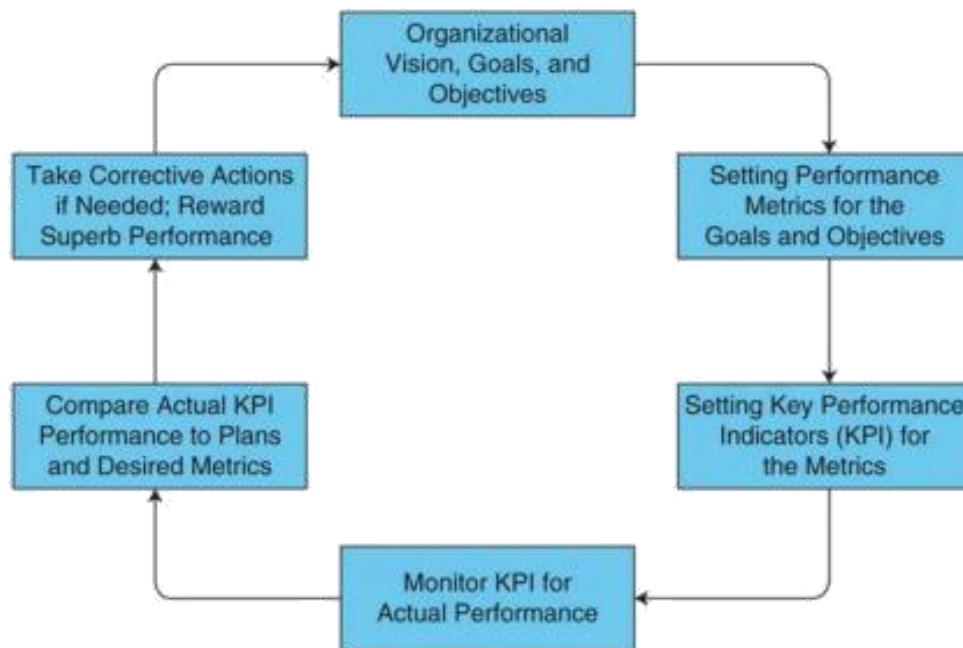 Organizational
Vision, Goals, and
Objectives
Setting Performance
Metrics for the
Goals and Objectives
Setting Key Performance
Indicators (KPI) for
the Metrics
Monitor KPI for
Actual Performance
Compare Actual KPI
Performance to Plans
and Desired Metrics
Take Corrective Actions
if Needed; Reward
Superb Performance